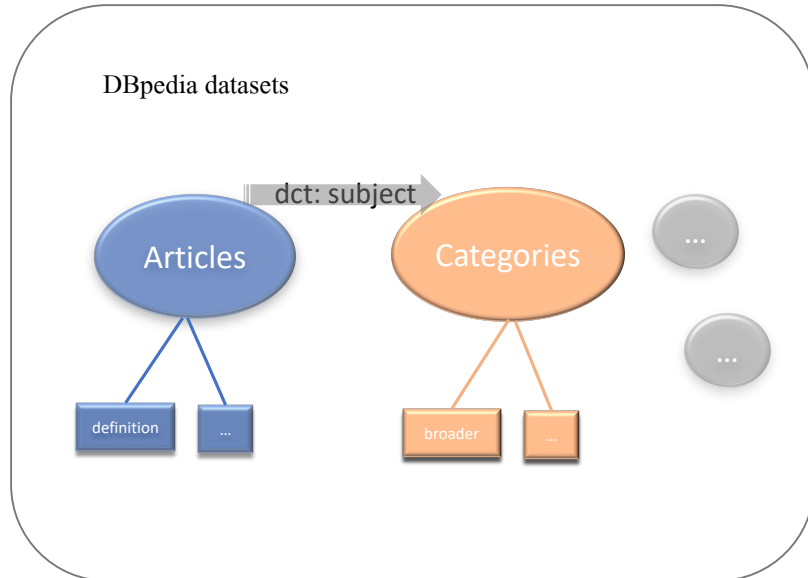 DBpedia datasets
dct: subject
Articles
Categories
...
...
definition
...
broader
...